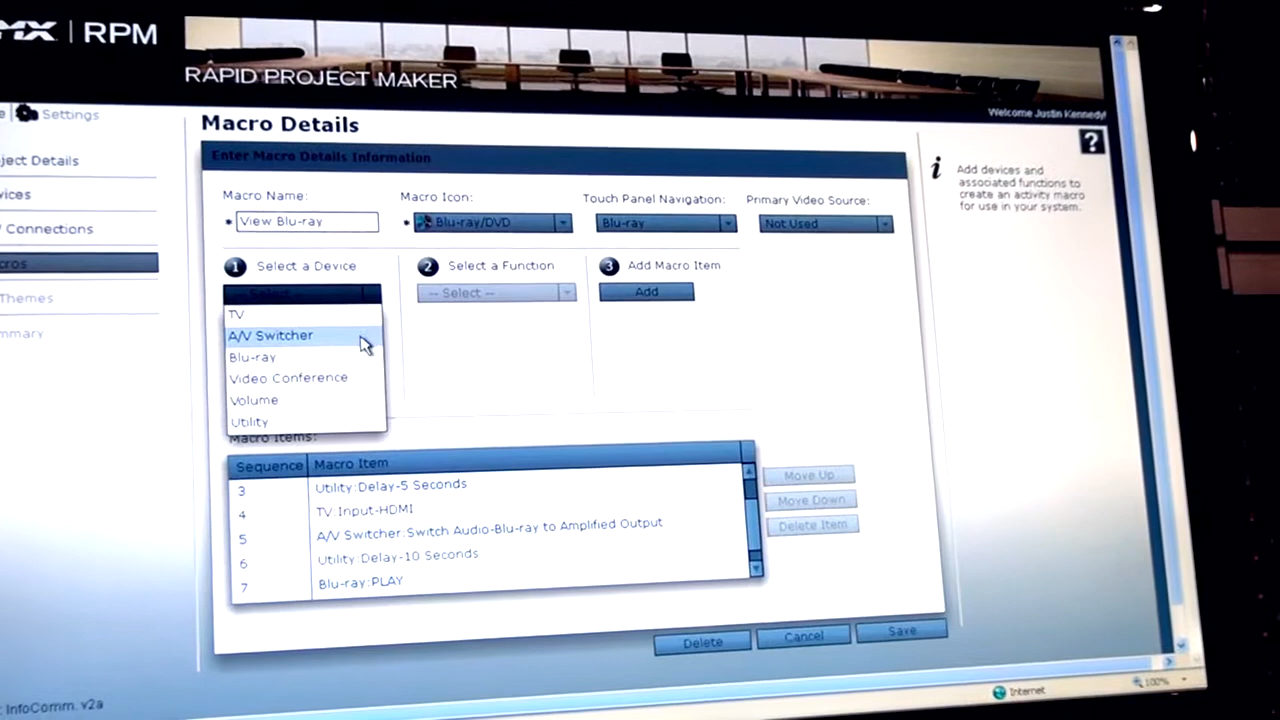 MX | RPM
RAPID PROJECT MAKER
Welcome Justin Kennedy!
Settings
Macro Details
?
ject Details
Enter Macro Details Information
Add devices and
associated functions to
create an activity macro
for use in your system.
ices
Macro Name:
Macro Icon:
Touch Panel Navigation:
Primary Video Source:
* View Blu-ray
* Blu-ray/DVD
Blu-ray
Not Used
Connections
cros
1 Select a Device
2 Select a Function
3 Add Macro Item
-- Select --
-- Select --
Add
Themes
mmary
TV
A/V Switcher
Blu-ray
Video Conference
Volume
Utility
Macro Items:
Sequence
Macro Item
3 Utility:Delay-5 Seconds
4 TV:Input-HDMI
5 A/V Switcher:Switch Audio-Blu-ray to Amplified Output
6 Utility:Delay-10 Seconds
7 Blu-ray:PLAY
Move Up
Move Down
Delete Item
Delete
Cancel
Save
InfoComm. v2a
Internet
100%